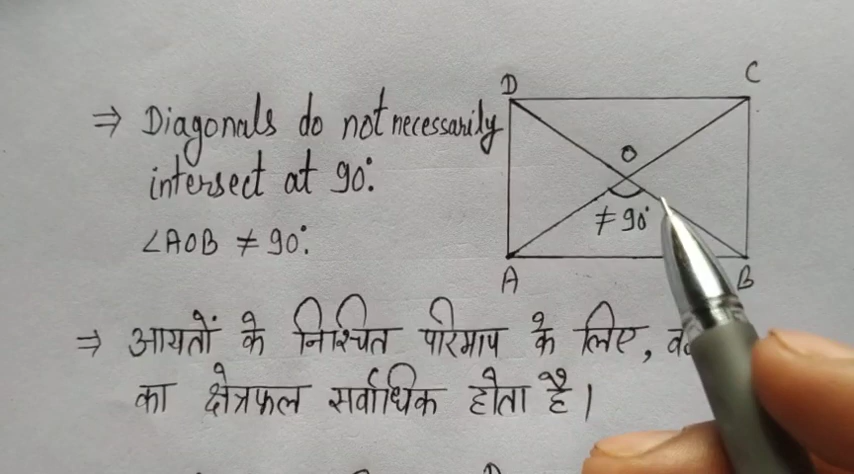 ⇒ Diagonals do not necessarily
intersect at 90°.
∠AOB ≠ 90°.
D
C
O
≠ 90°
A
B
⇒ आयतों के निश्चित परिमाप के लिए,
का क्षेत्रफल सर्वाधिक होता है।